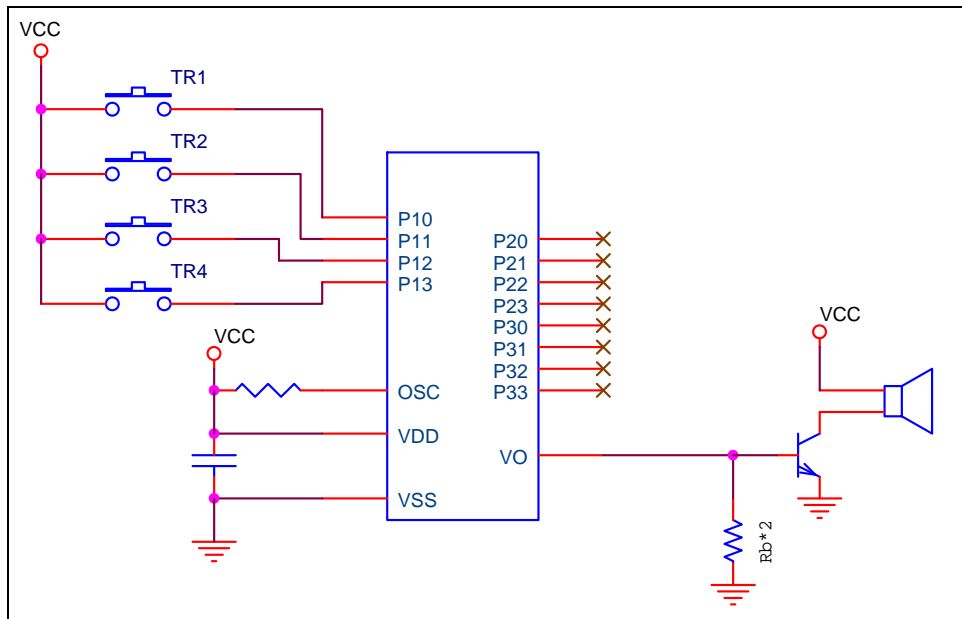 VCC
TR1
TR2
TR3
TR4
P10
P11
P12
P13
P20
P21
P22
P23
P30
P31
P32
P33
VCC
OSC
VDD
VSS
VO
VCC
Rb*2